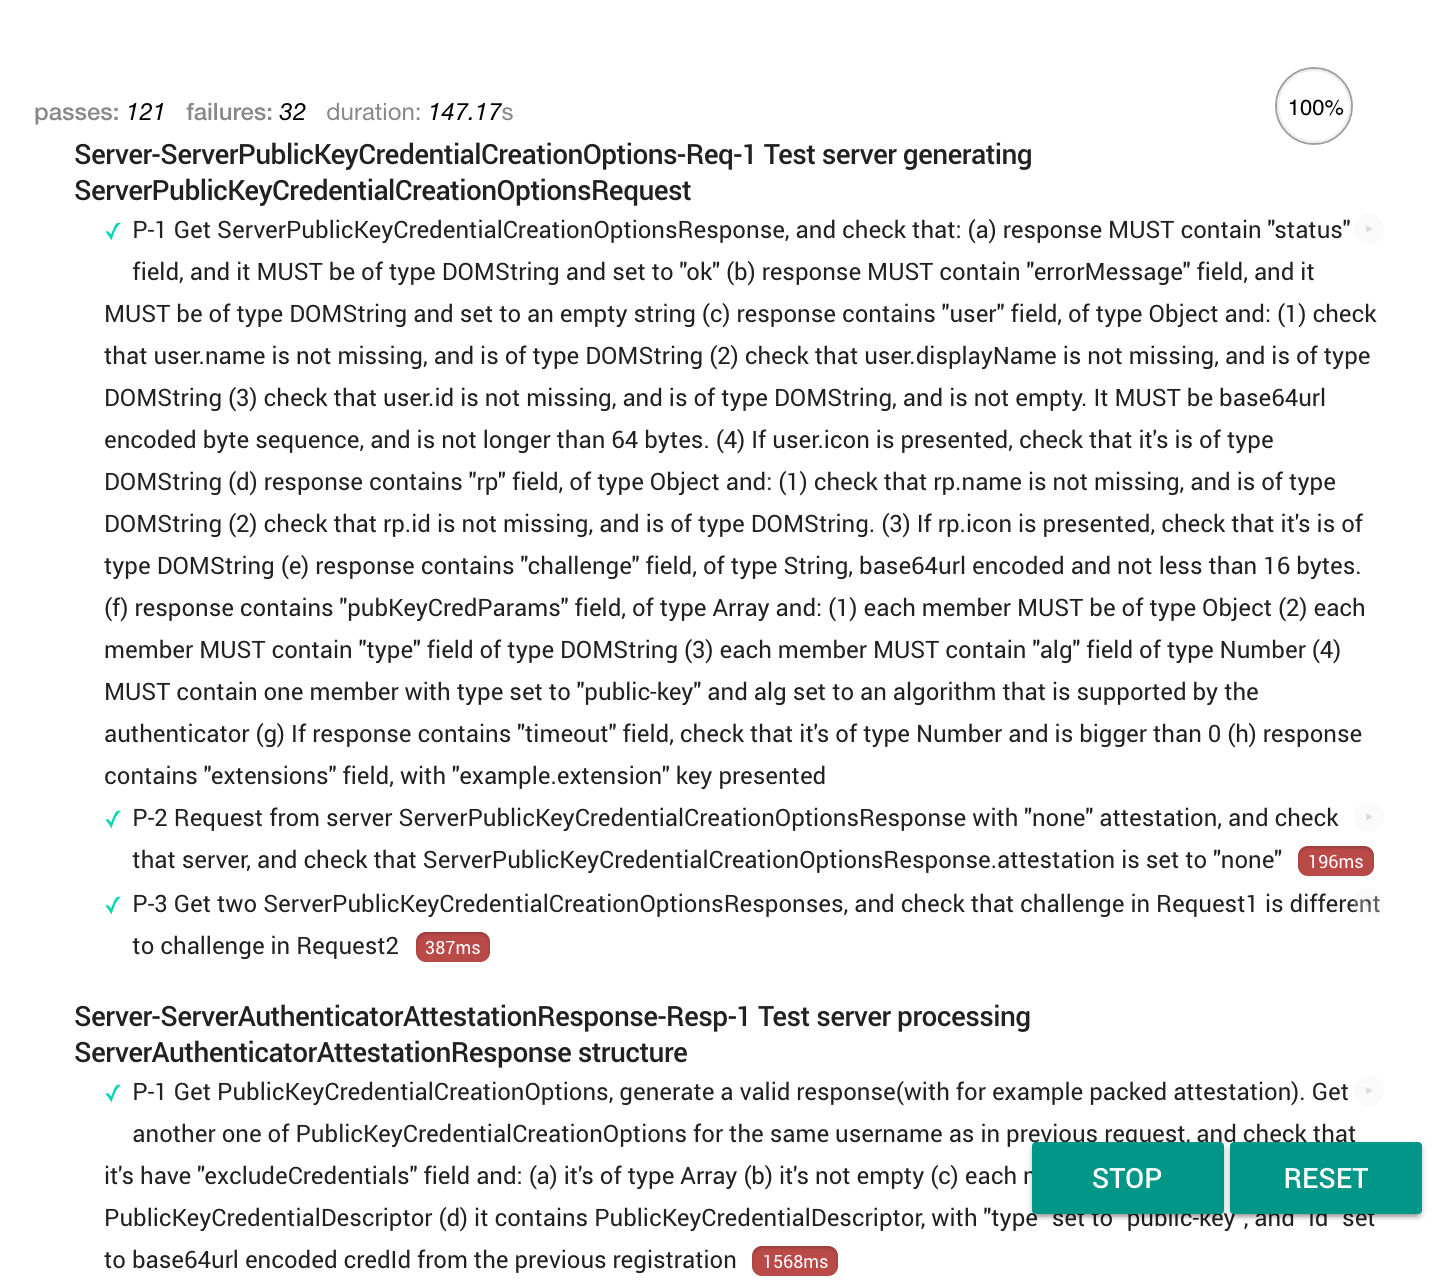 passes: 121 failures: 32 duration: 147.17s
100%
Server-ServerPublicKeyCredentialCreationOptions-Req-1 Test server generating
ServerPublicKeyCredentialCreationOptionsRequest
✓ P-1 Get ServerPublicKeyCredentialCreationOptionsResponse, and check that: (a) response MUST contain "status"
field, and it MUST be of type DOMString and set to "ok" (b) response MUST contain "errorMessage" field, and it
MUST be of type DOMString and set to an empty string (c) response contains "user" field, of type Object and: (1) check
that user.name is not missing, and is of type DOMString (2) check that user.displayName is not missing, and is of type
DOMString (3) check that user.id is not missing, and is of type DOMString, and is not empty. It MUST be base64url
encoded byte sequence, and is not longer than 64 bytes. (4) If user.icon is presented, check that it's is of type
DOMString (d) response contains "rp" field, of type Object and: (1) check that rp.name is not missing, and is of type
DOMString (2) check that rp.id is not missing, and is of type DOMString. (3) If rp.icon is presented, check that it's is of
type DOMString (e) response contains "challenge" field, of type String, base64url encoded and not less than 16 bytes.
(f) response contains "pubKeyCredParams" field, of type Array and: (1) each member MUST be of type Object (2) each
member MUST contain "type" field of type DOMString (3) each member MUST contain "alg" field of type Number (4)
MUST contain one member with type set to "public-key" and alg set to an algorithm that is supported by the
authenticator (g) If response contains "timeout" field, check that it's of type Number and is bigger than 0 (h) response
contains "extensions" field, with "example.extension" key presented
✓ P-2 Request from server ServerPublicKeyCredentialCreationOptionsResponse with "none" attestation, and check
that server, and check that ServerPublicKeyCredentialCreationOptionsResponse.attestation is set to "none" 196ms
✓ P-3 Get two ServerPublicKeyCredentialCreationOptionsResponses, and check that challenge in Request1 is different
to challenge in Request2 387ms
Server-ServerAuthenticatorAttestationResponse-Resp-1 Test server processing
ServerAuthenticatorAttestationResponse structure
✓ P-1 Get PublicKeyCredentialCreationOptions, generate a valid response(with for example packed attestation). Get
another one of PublicKeyCredentialCreationOptions for the same username as in previous request, and check that
it's have "excludeCredentials" field and: (a) it's of type Array (b) it's not empty (c) each
STOP RESET
PublicKeyCredentialDescriptor (d) it contains PublicKeyCredentialDescriptor, with "type" set to "public-key", and "id" set
to base64url encoded credId from the previous registration 1568ms